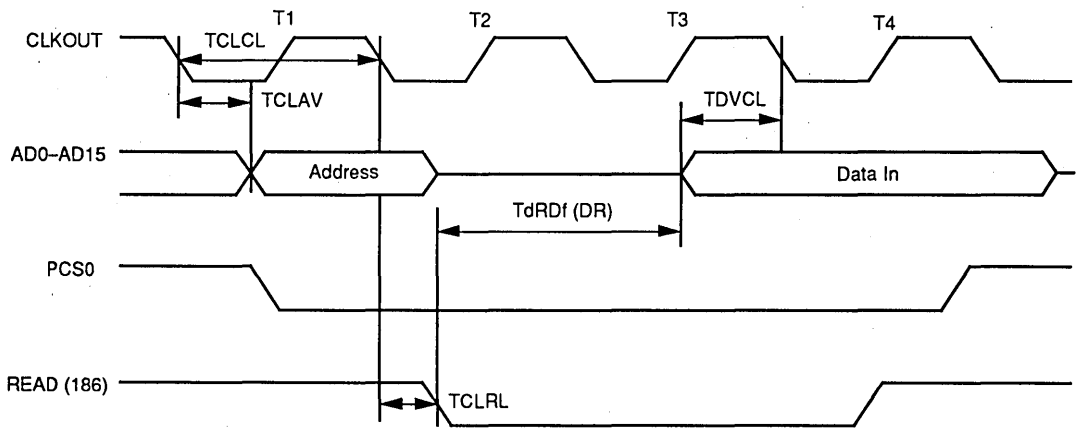 T1
T2
T3
T4
CLKOUT
TCLCL
TCLAV
TDVCL
AD0–AD15
Address
Data In
TdRDf (DR)
PCS0
READ (186)
TCLRL